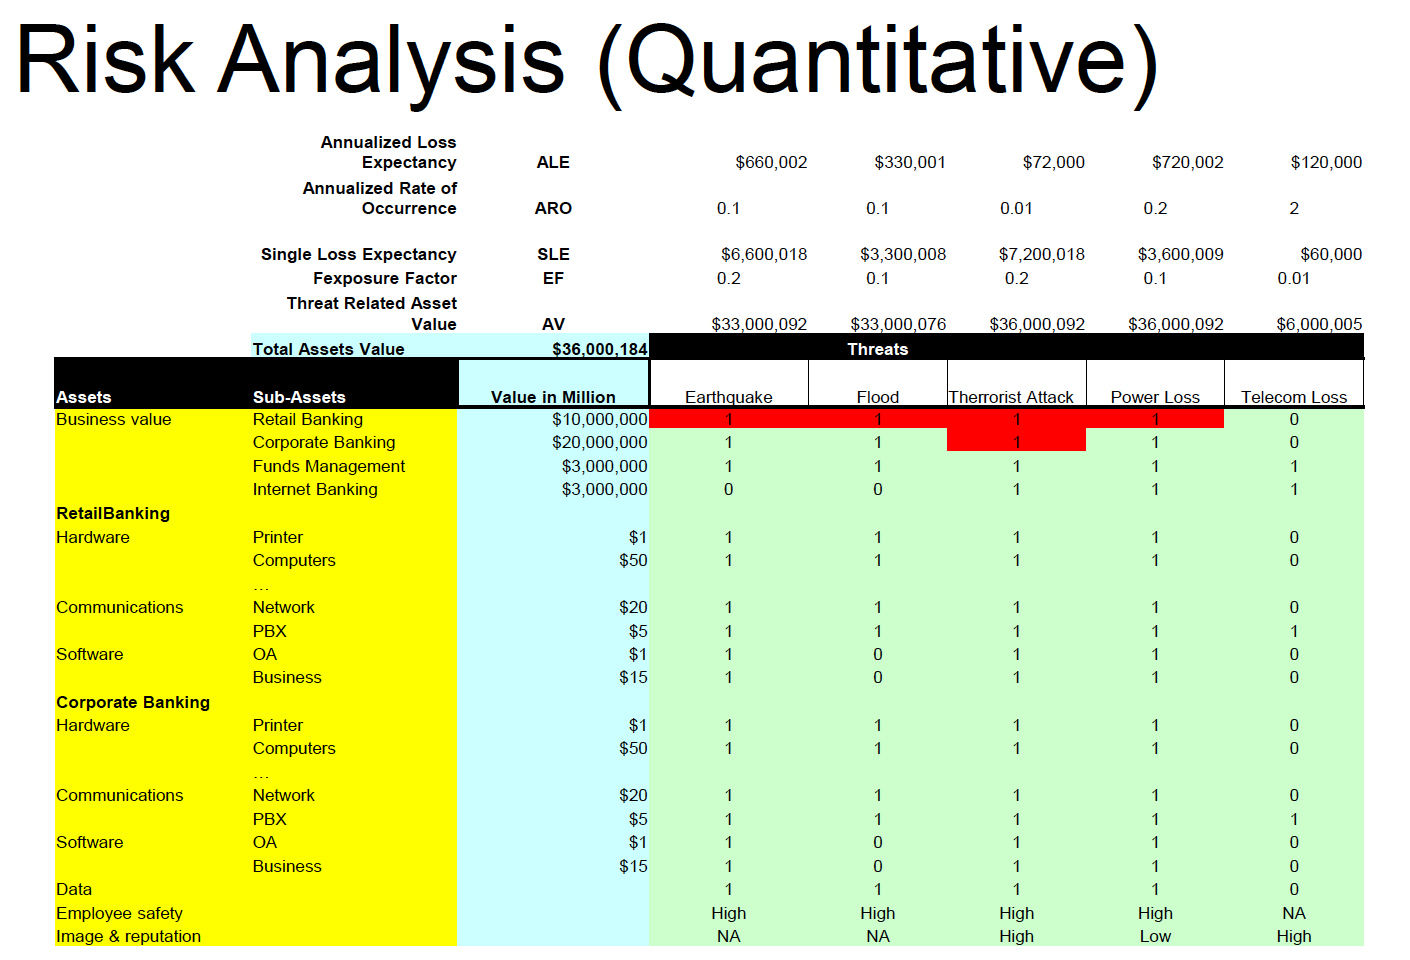 Risk Analysis (Quantitative)
Annualized Loss
Expectancy ALE $660,002 $330,001 $72,000 $720,002 $120,000
Annualized Rate of
Occurrence ARO 0.1 0.1 0.01 0.2 2
Single Loss Expectancy SLE $6,600,018 $3,300,008 $7,200,018 $3,600,009 $60,000
Fexposure Factor EF 0.2 0.1 0.2 0.1 0.01
Threat Related Asset
Value AV $33,000,092 $33,000,076 $36,000,092 $36,000,092 $6,000,005
Total Assets Value $36,000,184 Threats
Assets Sub-Assets Value in Million Earthquake Flood Therrorist Attack Power Loss Telecom Loss
Business value Retail Banking $10,000,000 1 1 1 1 0
Corporate Banking $20,000,000 1 1 1 1 0
Funds Management $3,000,000 1 1 1 1 1
Internet Banking $3,000,000 0 0 1 1 1
RetailBanking
Hardware Printer $1 1 1 1 1 0
Computers $50 1 1 1 1 0
...
Communications Network $20 1 1 1 1 0
PBX $5 1 1 1 1 1
Software OA $1 1 0 1 1 0
Business $15 1 0 1 1 0
Corporate Banking
Hardware Printer $1 1 1 1 1 0
Computers $50 1 1 1 1 0
...
Communications Network $20 1 1 1 1 0
PBX $5 1 1 1 1 1
Software OA $1 1 0 1 1 0
Business $15 1 0 1 1 0
Data 1 1 1 1 0
Employee safety High High High High NA
Image & reputation NA NA High Low High